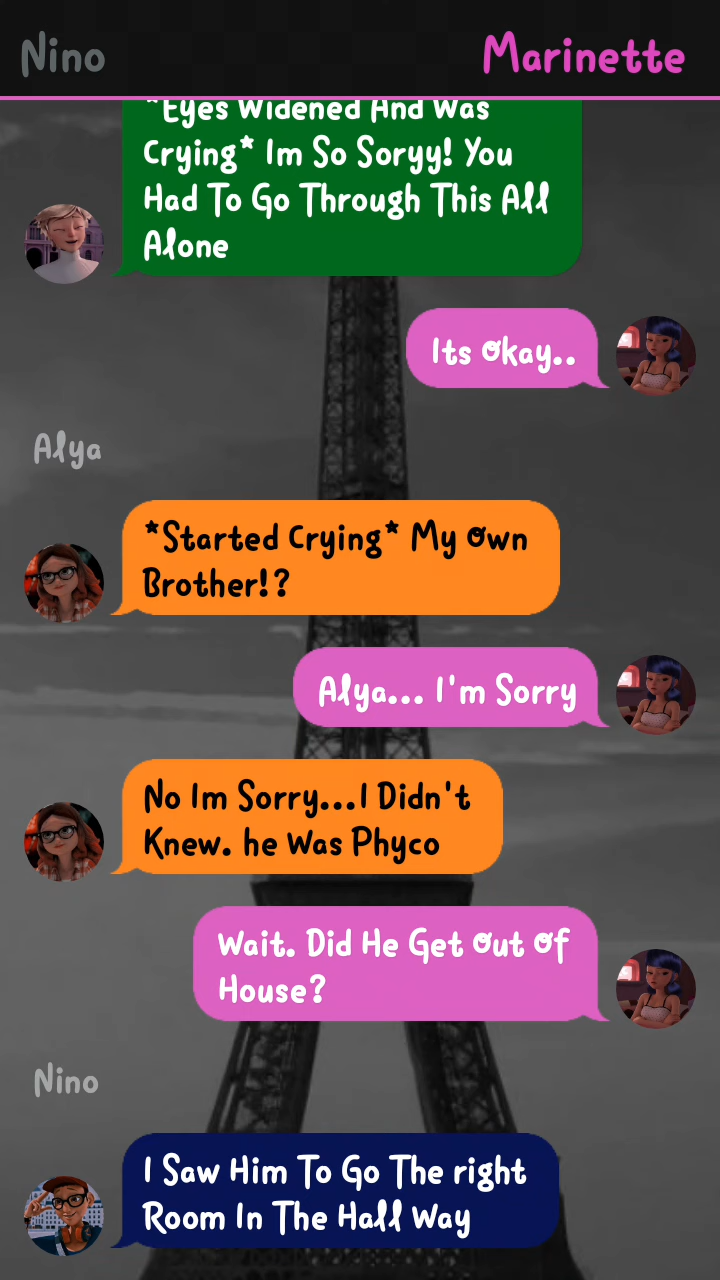 Nino
Marinette
*Eyes Widened And Was
Crying* Im So Soryy! You
Had To Go Through This All
Alone
Its Okay..
Alya
*Started Crying* My Own
Brother!?
Alya... I'm Sorry
No Im Sorry...I Didn't
Knew. he Was Phyco
Wait. Did He Get Out Of
House?
Nino
I Saw Him To Go The right
Room In The Hall Way